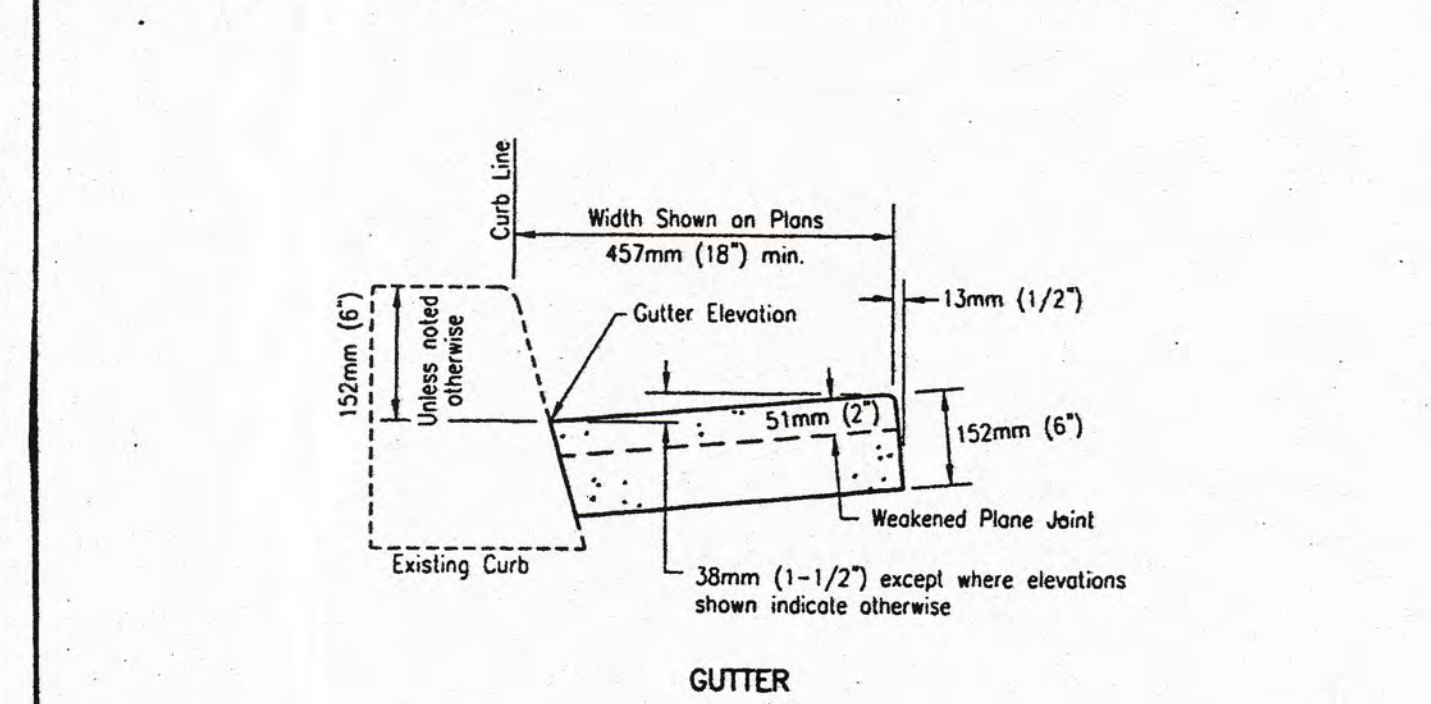 Curb Line
Width Shown on Plans
457mm (18") min.
13mm (1/2")
152mm (6")
Unless noted
otherwise
Gutter Elevation
51mm (2")
152mm (6")
Weakened Plane Joint
Existing Curb
38mm (1-1/2") except where elevations
shown indicate otherwise
GUTTER